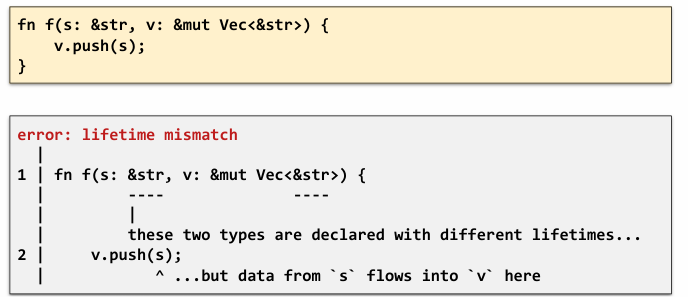 fn f(s: &str, v: &mut Vec<&str>) {
    v.push(s);
}
error: lifetime mismatch
  |
1 | fn f(s: &str, v: &mut Vec<&str>) {
  |         ----              ----
  |         |
  |         these two types are declared with different lifetimes...
2 |     v.push(s);
  |            ^ ...but data from `s` flows into `v` here